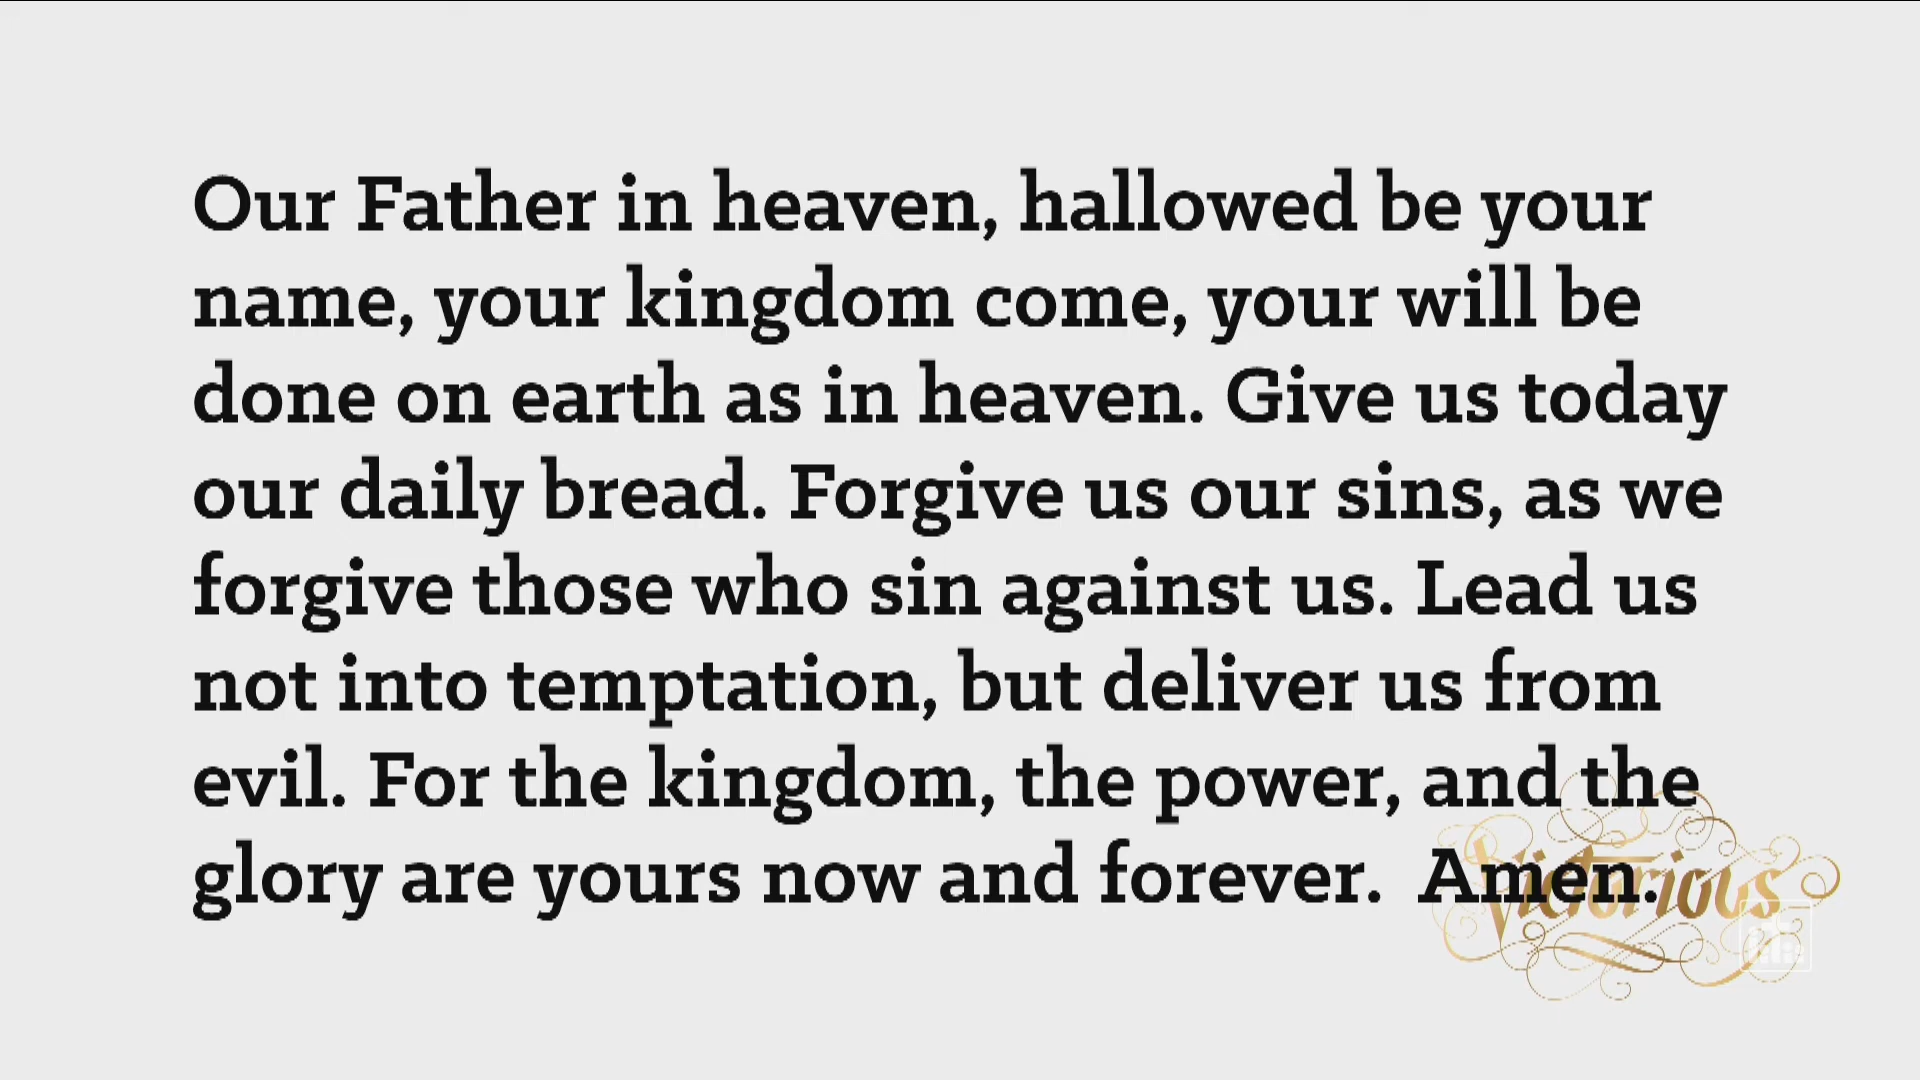 Our Father in heaven, hallowed be your
name, your kingdom come, your will be
done on earth as in heaven. Give us today
our daily bread. Forgive us our sins, as we
forgive those who sin against us. Lead us
not into temptation, but deliver us from
evil. For the kingdom, the power, and the
glory are yours now and forever.  Amen.
Victorious